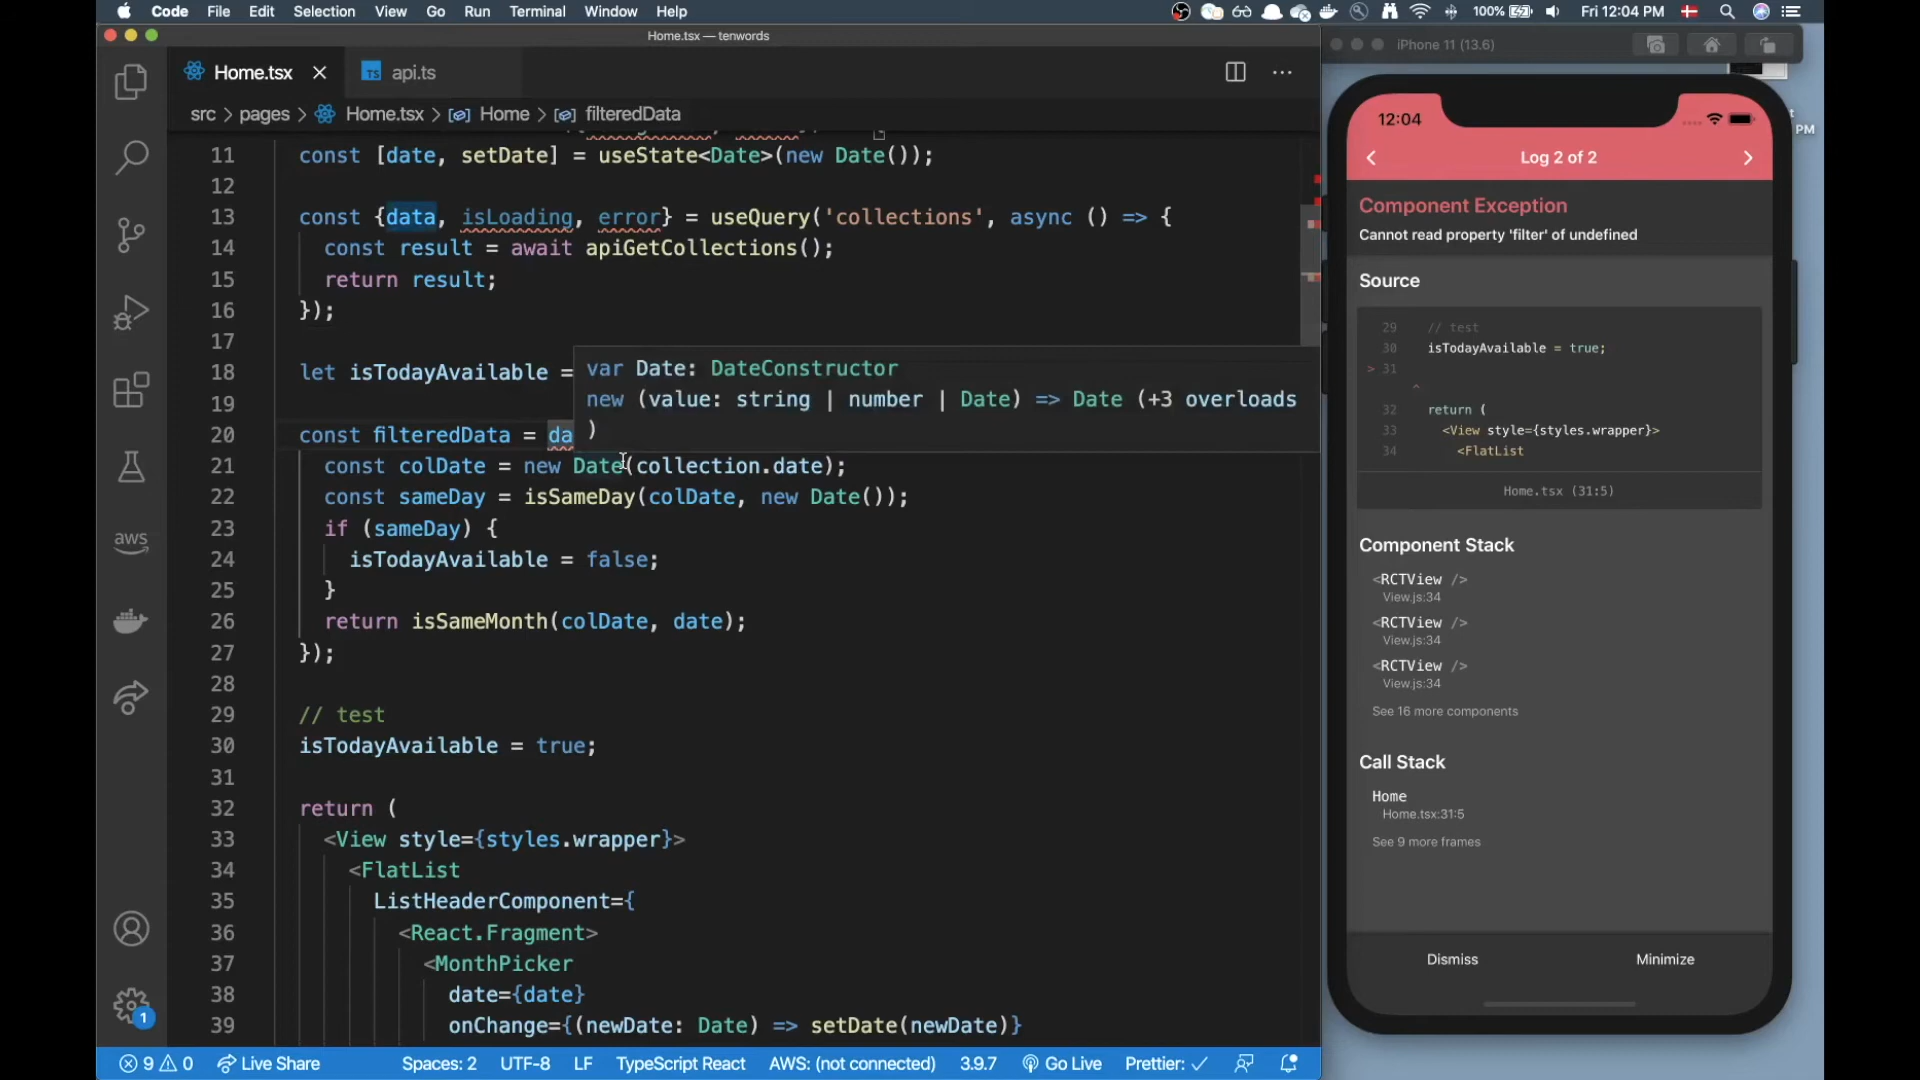 Code File Edit Selection View Go Run Terminal Window Help
100% Fri 12:04 PM
Home.tsx — tenwords
Home.tsx
TS api.ts
src > pages > Home.tsx > Home > filteredData
11 const [date, setDate] = useState<Date>(new Date());
12
13 const {data, isLoading, error} = useQuery('collections', async () => {
14 const result = await apiGetCollections();
15 return result;
16 });
17
18 let isTodayAvailable =
var Date: DateConstructor
new (value: string | number | Date) => Date (+3 overloads
)
19
20 const filteredData = da
21 const colDate = new Date(collection.date);
22 const sameDay = isSameDay(colDate, new Date());
23 if (sameDay) {
24 isTodayAvailable = false;
25 }
26 return isSameMonth(colDate, date);
27 });
28
29 // test
30 isTodayAvailable = true;
31
32 return (
33 <View style={styles.wrapper}>
34 <FlatList
35 ListHeaderComponent={
36 <React.Fragment>
37 <MonthPicker
38 date={date}
39 onChange={(newDate: Date) => setDate(newDate)}
aws
1
9 0 Live Share Spaces: 2 UTF-8 LF TypeScript React AWS: (not connected) 3.9.7 Go Live Prettier: ✓
iPhone 11 (13.6)
t
PM
12:04
Log 2 of 2
Component Exception
Cannot read property 'filter' of undefined
Source
29 // test
30 isTodayAvailable = true;
> 31
^
32 return (
33 <View style={styles.wrapper}>
34 <FlatList
Home.tsx (31:5)
Component Stack
<RCTView />
View.js:34
<RCTView />
View.js:34
<RCTView />
View.js:34
See 16 more components
Call Stack
Home
Home.tsx:31:5
See 9 more frames
Dismiss
Minimize